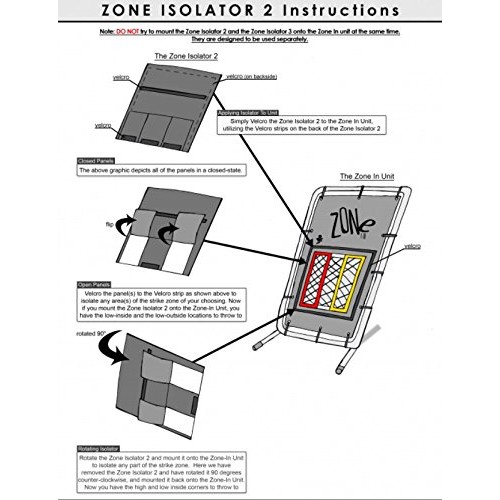 ZONE ISOLATOR 2 Instructions
Note: DO NOT try to mount the Zone Isolator 2 and the Zone Isolator 3 onto the Zone In unit at the same time.
They are designed to be used separately.
The Zone Isolator 2
velcro
velcro (on backside)
velcro
Applying Isolator To Unit
Simply Velcro the Zone Isolator 2 to the Zone In Unit,
utilizing the Velcro strips on the back of the Zone Isolator 2
Closed Panels
The above graphic depicts all of the panels in a closed-state.
The Zone In Unit
ZONe
velcro
flip
Open Panels
Velcro the panel(s) to the Velcro strip as shown above to
isolate any area(s) of the strike zone of your choosing. Now
if you mount the Zone Isolator 2 onto the Zone-In Unit, you
have the low-inside and the low-outside locations to throw to
rotated 90°
Rotating Isolator
Rotate the Zone Isolator 2 and mount it onto the Zone-In Unit
to isolate any part of the strike zone. Here we have
removed the Zone Isolator 2 and have rotated it 90 degrees
counter-clockwise, and mounted it back onto the Zone-In Unit.
Now you have the high and low inside corners to throw to